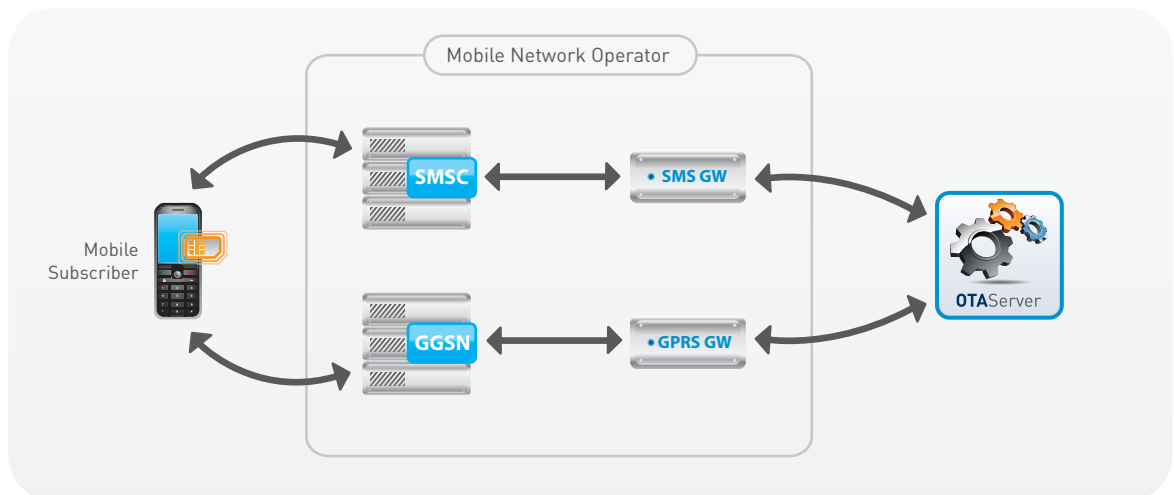 Mobile Network Operator
SMSC
SMS GW
Mobile
Subscriber
OTAServer
GGSN
GPRS GW